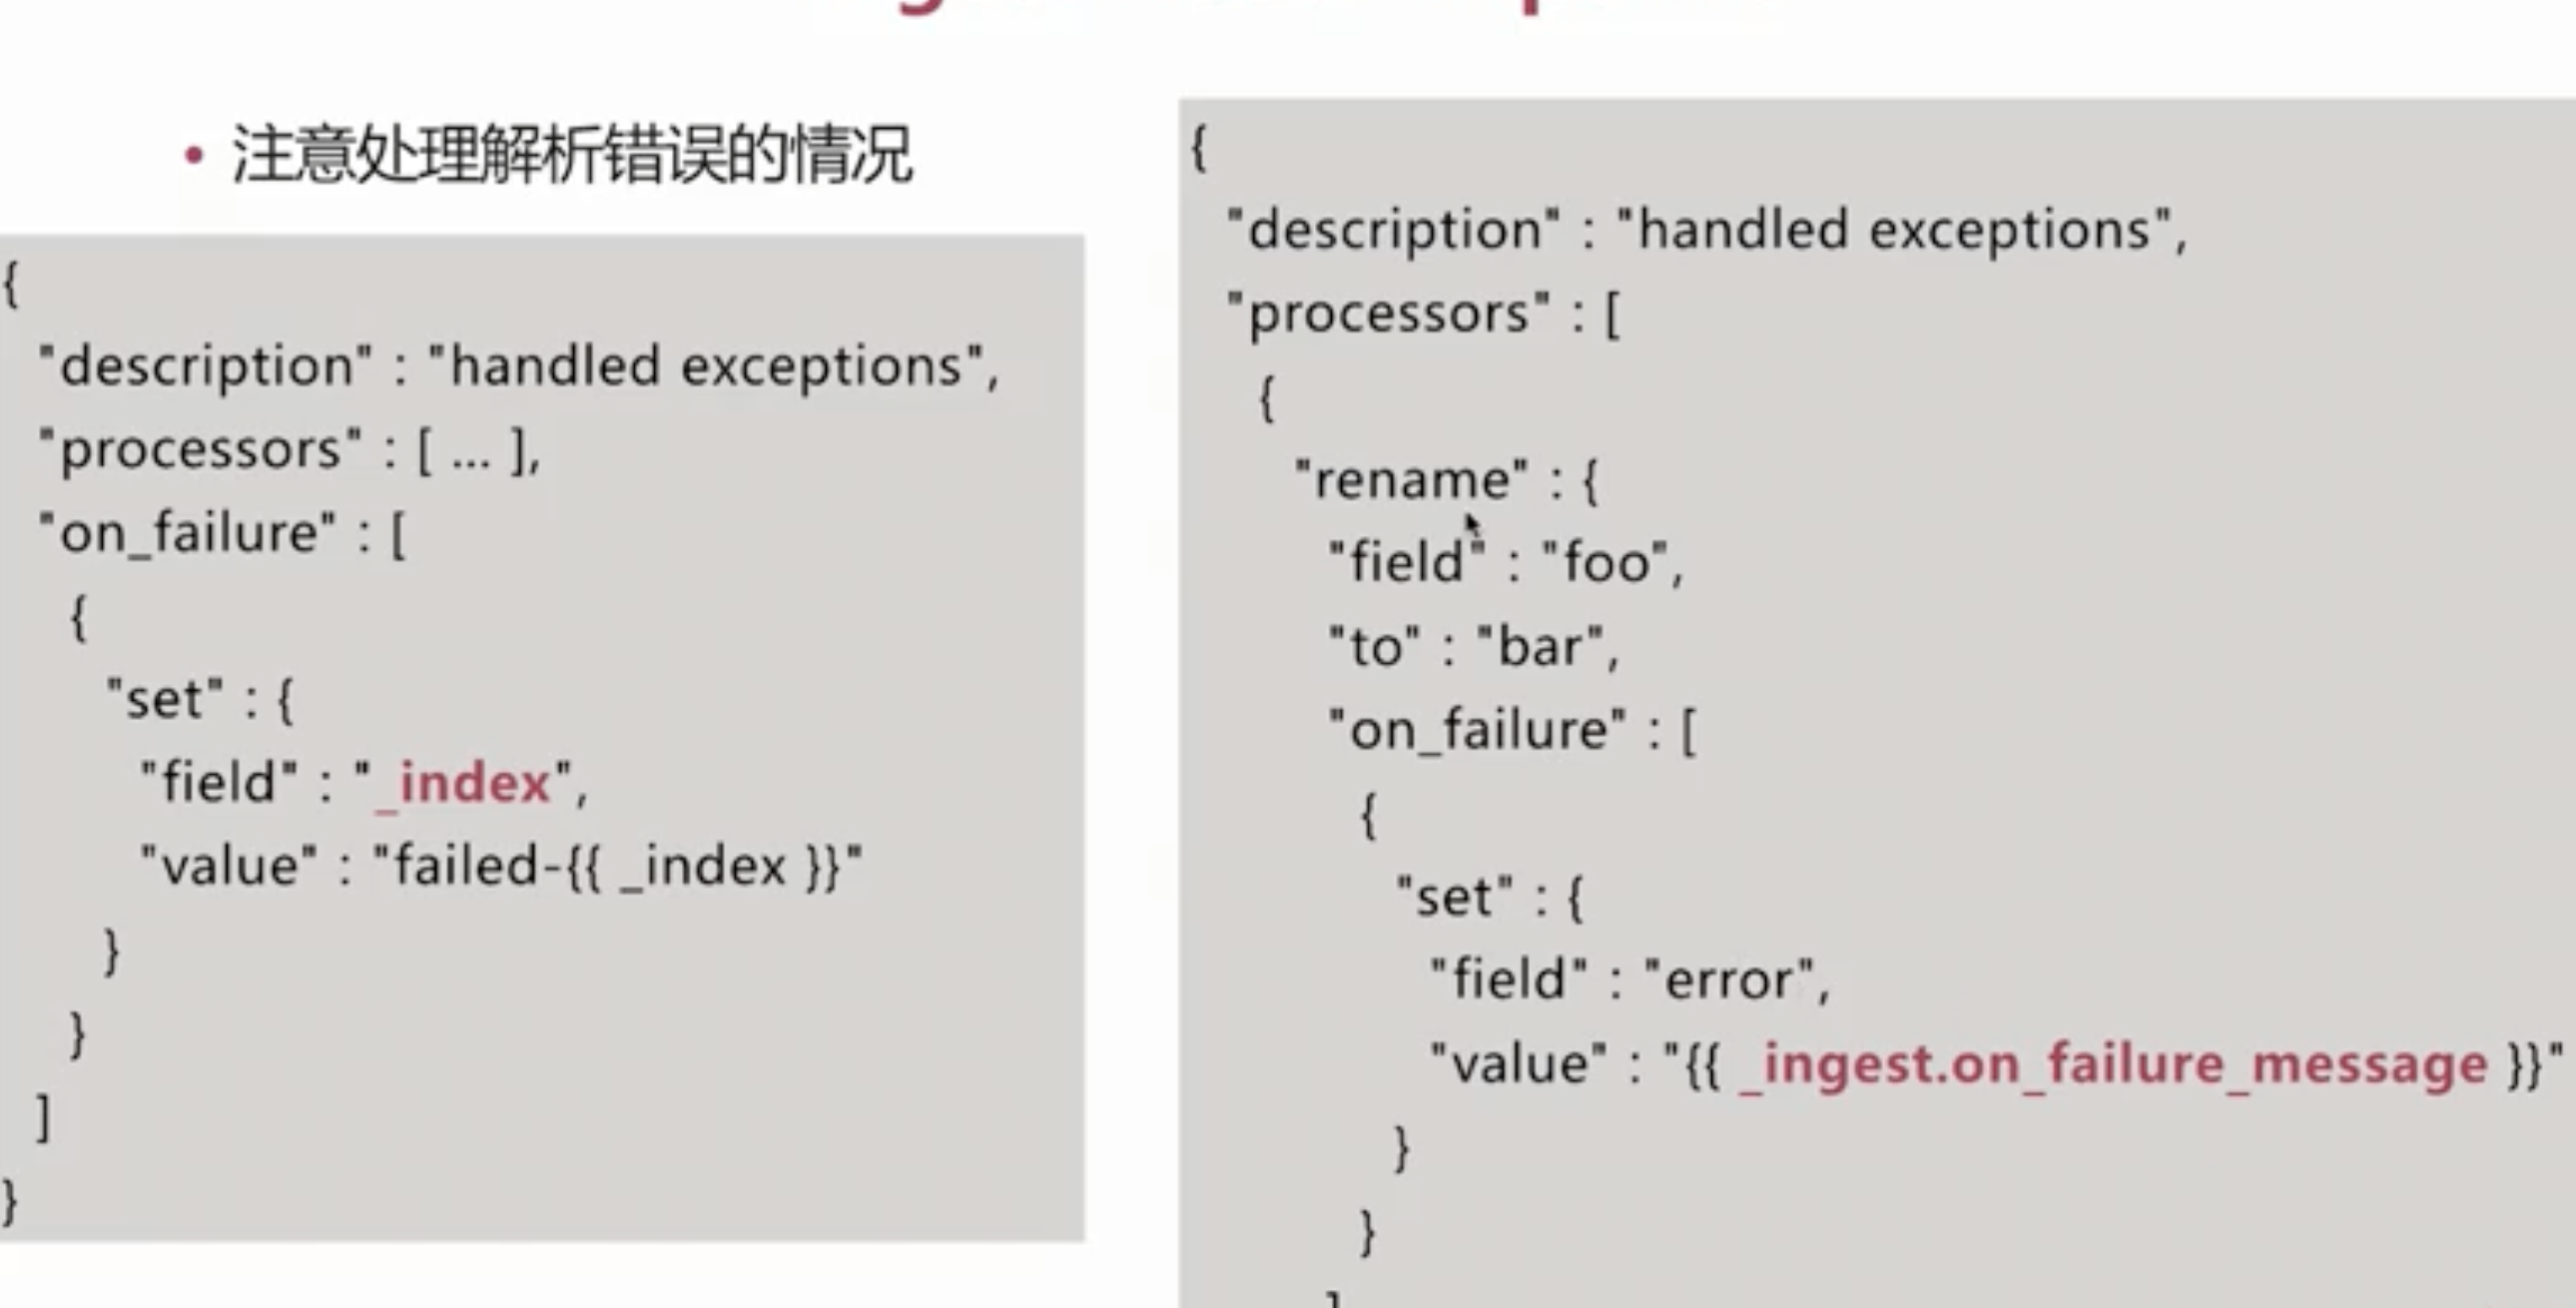 • 注意处理解析错误的情况
{
"description" : "handled exceptions",
"processors" : [ ... ],
"on_failure" : [
{
"set" : {
"field" : "_index",
"value" : "failed-{{ _index }}"
}
}
]
}
{
"description" : "handled exceptions",
"processors" : [
{
"rename" : {
"field" : "foo",
"to" : "bar",
"on_failure" : [
{
"set" : {
"field" : "error",
"value" : "{{ _ingest.on_failure_message }}"
}
}
]